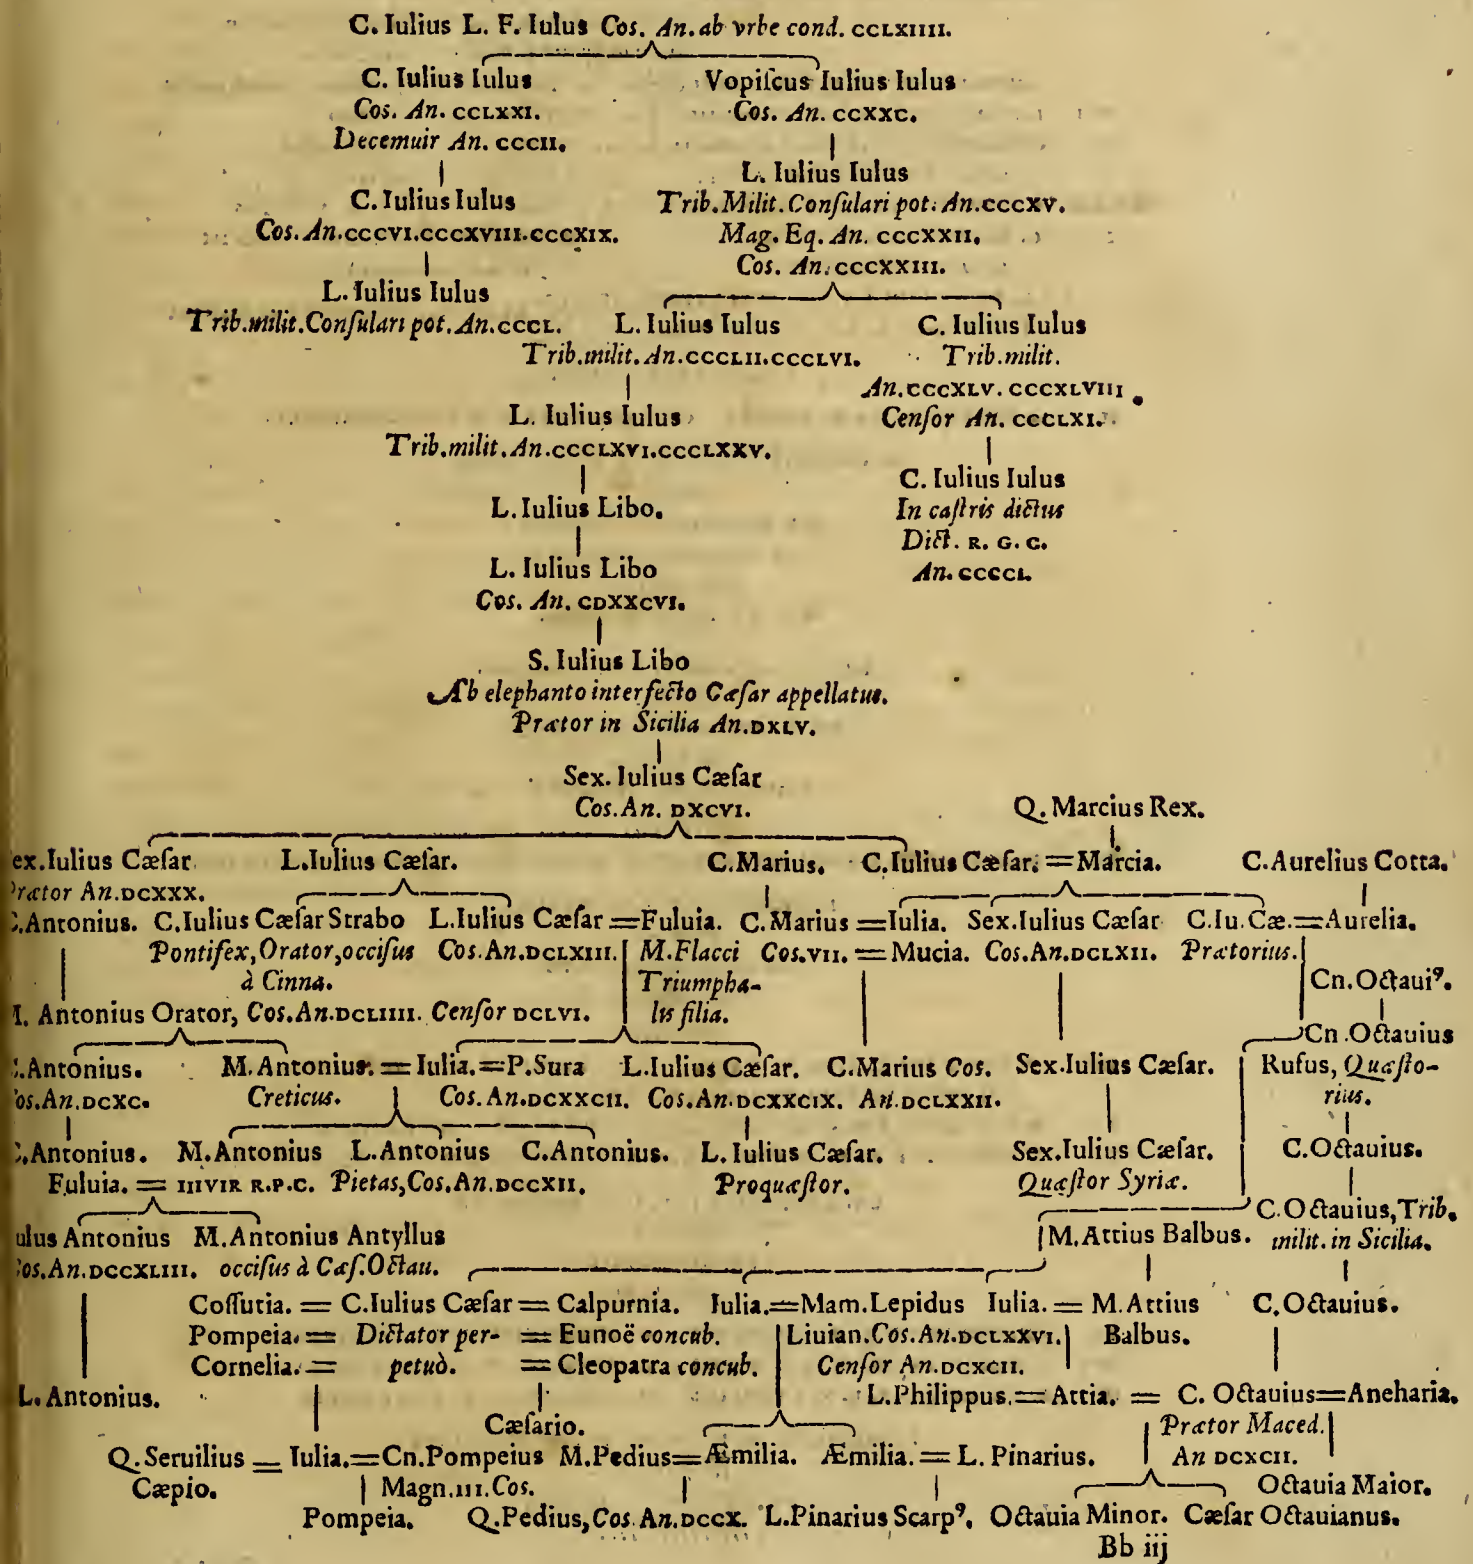 C. Iulius L. F. Iulus Cos. An. ab vrbe cond. CCLXIIII.
C. Iulius Iulus Vopiſcus Iulius Iulus
Cos. An. CCLXXI. Cos. An. CCXXC.
Decemuir An. CCCII.
L. Iulius Iulus
C. Iulius Iulus Trib. Milit. Conſulari pot. An. CCCXV.
Cos. An. CCCVI. CCCXVIII. CCCXIX. Mag. Eq. An. CCCXXII.
Cos. An. CCCXXIII.
L. Iulius Iulus
Trib. milit. Conſulari pot. An. CCCL. L. Iulius Iulus C. Iulius Iulus
Trib. milit. An. CCCLII. CCCLVI. Trib. milit.
An. CCCXLV. CCCXLVIII.
L. Iulius Iulus Cenſor An. CCCLXI.
Trib. milit. An. CCCLXVI. CCCLXXV.
C. Iulius Iulus
L. Iulius Libo. In caſtris dictus
Dict. R. G. C.
L. Iulius Libo An. CCCCL.
Cos. An. CDXXCVI.
S. Iulius Libo
Ab elephanto interfecto Cæſar appellatus.
Prætor in Sicilia An. DXLV.
Sex. Iulius Cæſar
Cos. An. DXCVI. Q. Marcius Rex.
ex. Iulius Cæſar L. Iulius Cæſar. C. Marius. C. Iulius Cæſar. = Marcia. C. Aurelius Cotta.
Prætor An. DCXXX.
C. Antonius. C. Iulius Cæſar Strabo L. Iulius Cæſar = Fuluia. C. Marius = Iulia. Sex. Iulius Cæſar C. Iu. Cæ. = Aurelia.
Pontifex, Orator, occiſus Cos. An. DCLXIII. M. Flacci Cos. VII. = Mucia. Cos. An. DCLXII. Prætorius.
à Cinna. Triumpha- Cn. Octauiꝰ.
M. Antonius Orator, Cos. An. DCLIIII. Cenſor DCLVI. lis filia.
Cn. Octauius
C. Antonius. M. Antonius. = Iulia. = P. Sura L. Iulius Cæſar. C. Marius Cos. Sex. Iulius Cæſar. Rufus, Quæſto-
Cos. An. DCXC. Creticus. Cos. An. DCXXCII. Cos. An. DCXXCIX. An. DCLXXII. rius.
C. Antonius. M. Antonius L. Antonius C. Antonius. L. Iulius Cæſar. Sex. Iulius Cæſar. C. Octauius.
Fuluia. = IIIVIR R. P. C. Pietas, Cos. An. DCCXII. Proquæſtor. Quæſtor Syriæ.
C. Octauius, Trib.
ulus Antonius M. Antonius Antyllus M. Attius Balbus. milit. in Sicilia.
Cos. An. DCCXLIII. occiſus à Cæſ. Octau.
Coſſutia. = C. Iulius Cæſar = Calpurnia. Iulia. = Mam. Lepidus Iulia. = M. Attius C. Octauius.
Pompeia. = Dictator per- = Eunoë concub. Liuian. Cos. An. DCLXXVI. Balbus.
Cornelia. = petuò. = Cleopatra concub. Cenſor An. DCXCII.
L. Antonius. L. Philippus. = Attia. = C. Octauius = Aneharia.
Cæſario. Prætor Maced.
Q. Seruilius = Iulia. = Cn. Pompeius M. Pedius = Æmilia. Æmilia. = L. Pinarius. An DCXCII.
Cæpio. Magn. III. Cos. Octauia Maior.
Pompeia. Q. Pedius, Cos. An. DCCX. L. Pinarius Scarpꝰ. Octauia Minor. Cæſar Octauianus.
Bb iij